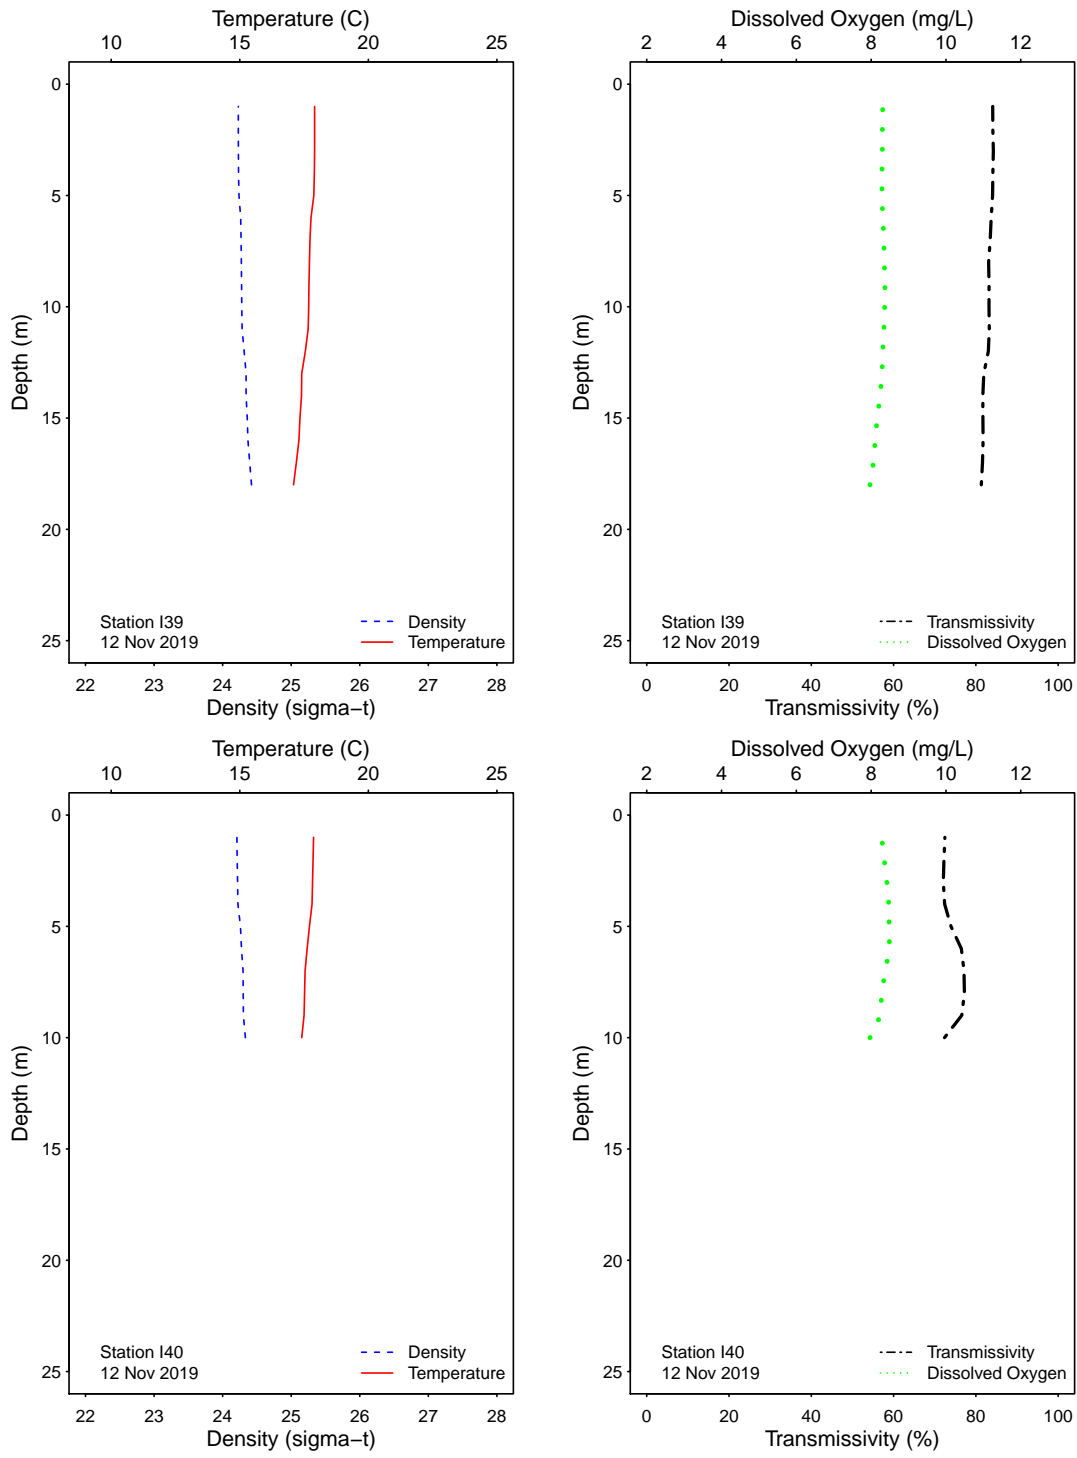 Temperature (C)
10 15 20 25
0
5
10
15
20
25
Depth (m)
Station I39
12 Nov 2019
Density
Temperature
22 23 24 25 26 27 28
Density (sigma−t)
Dissolved Oxygen (mg/L)
2 4 6 8 10 12
0
5
10
15
20
25
Depth (m)
Station I39
12 Nov 2019
Transmissivity
Dissolved Oxygen
0 20 40 60 80 100
Transmissivity (%)
Temperature (C)
10 15 20 25
0
5
10
15
20
25
Depth (m)
Station I40
12 Nov 2019
Density
Temperature
22 23 24 25 26 27 28
Density (sigma−t)
Dissolved Oxygen (mg/L)
2 4 6 8 10 12
0
5
10
15
20
25
Depth (m)
Station I40
12 Nov 2019
Transmissivity
Dissolved Oxygen
0 20 40 60 80 100
Transmissivity (%)